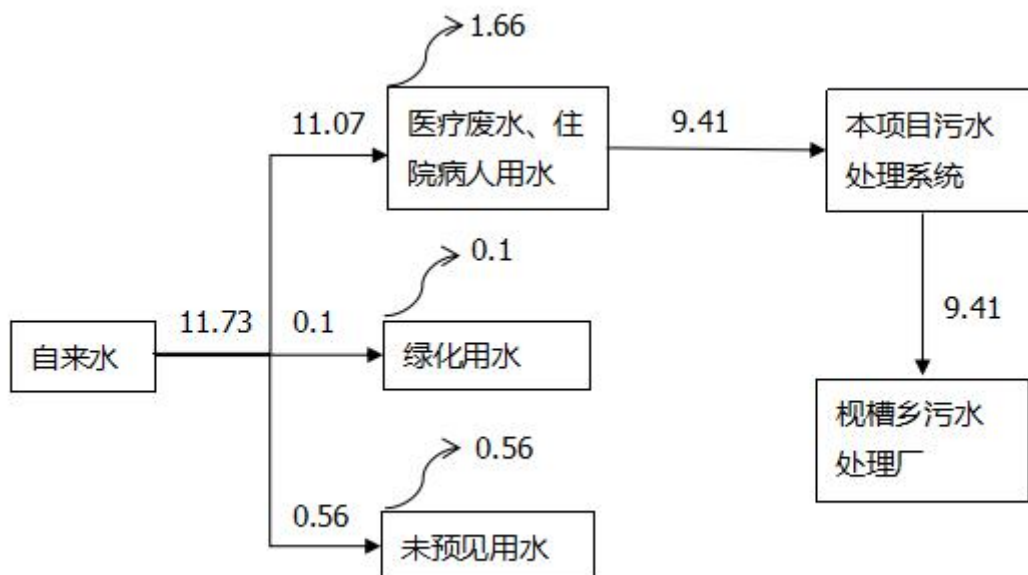 1.66
11.07
医疗废水、住
院病人用水
9.41
本项目污水
处理系统
0.1
自来水
11.73
0.1
绿化用水
9.41
枧槽乡污水
处理厂
0.56
0.56
未预见用水